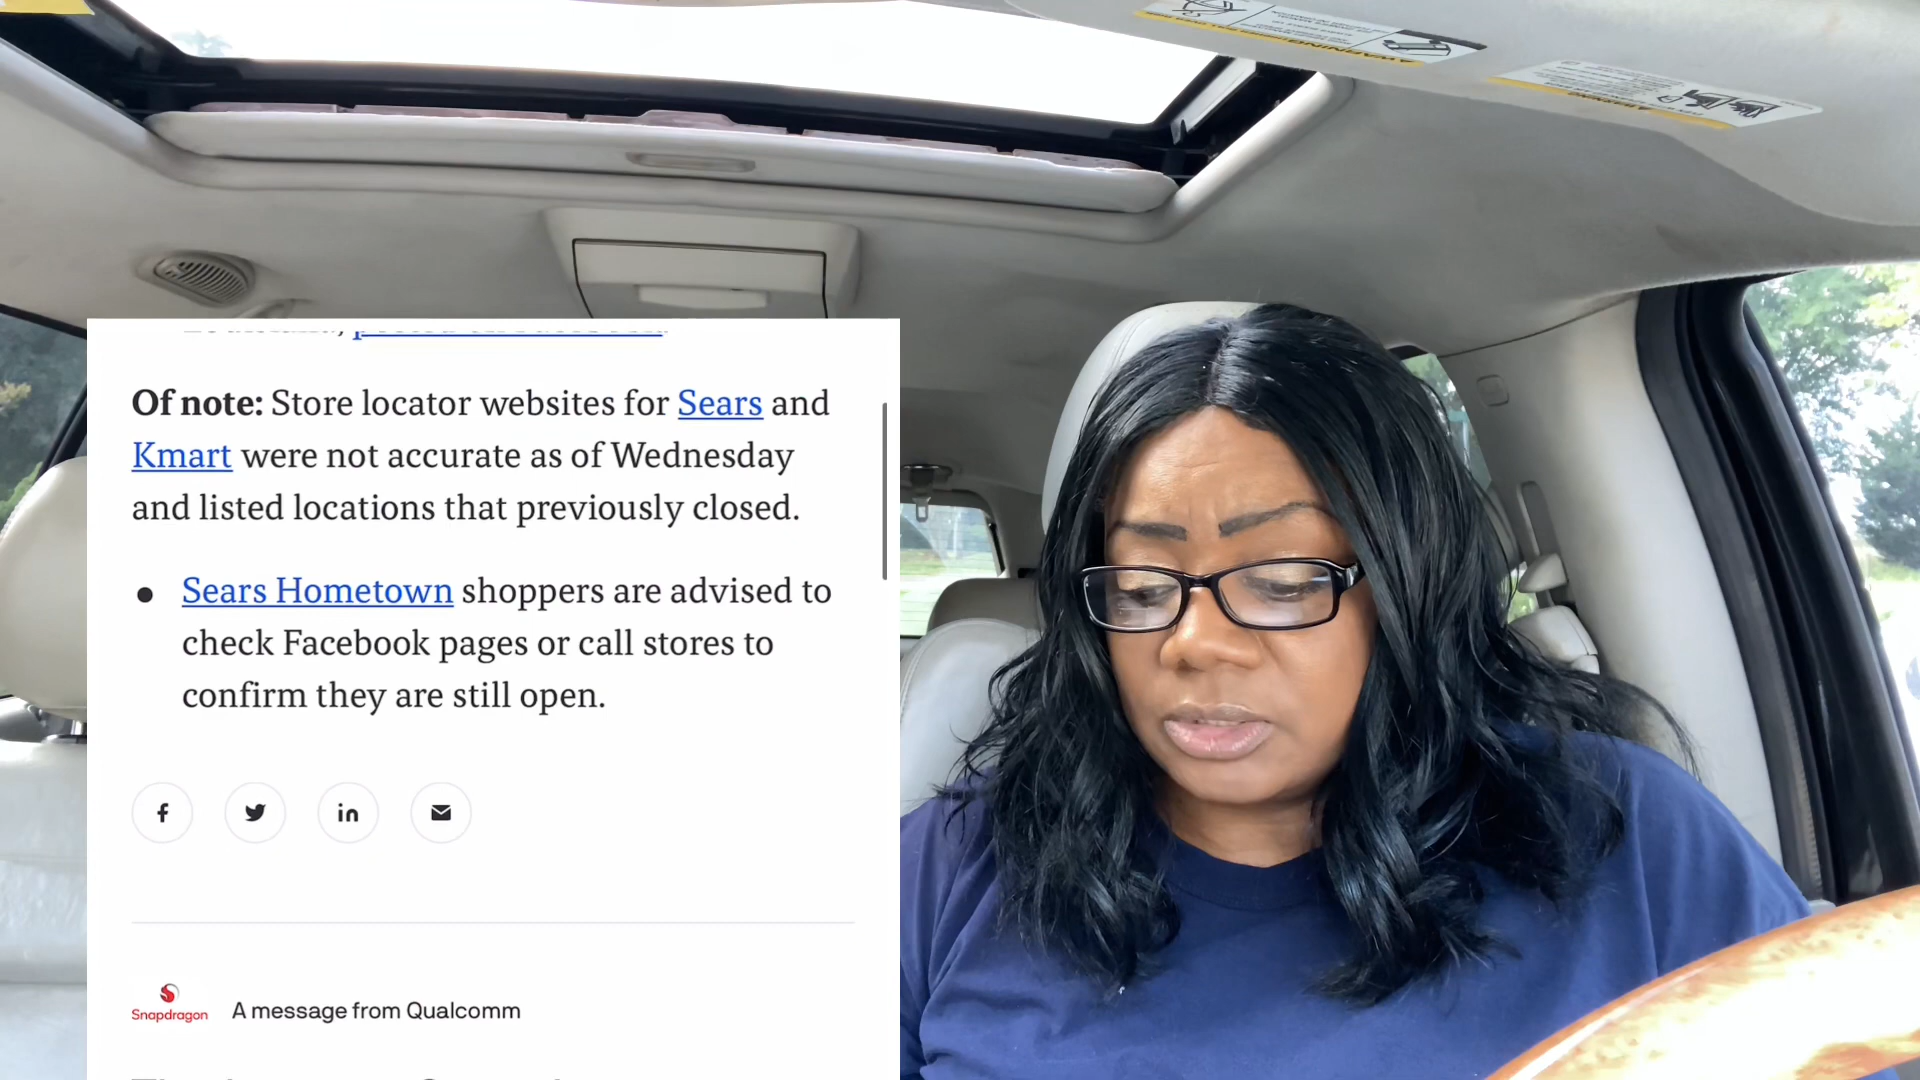 Of note: Store locator websites for Sears and
Kmart were not accurate as of Wednesday
and listed locations that previously closed.
Sears Hometown shoppers are advised to
check Facebook pages or call stores to
confirm they are still open.
Snapdragon
A message from Qualcomm
WARNING
WARNING